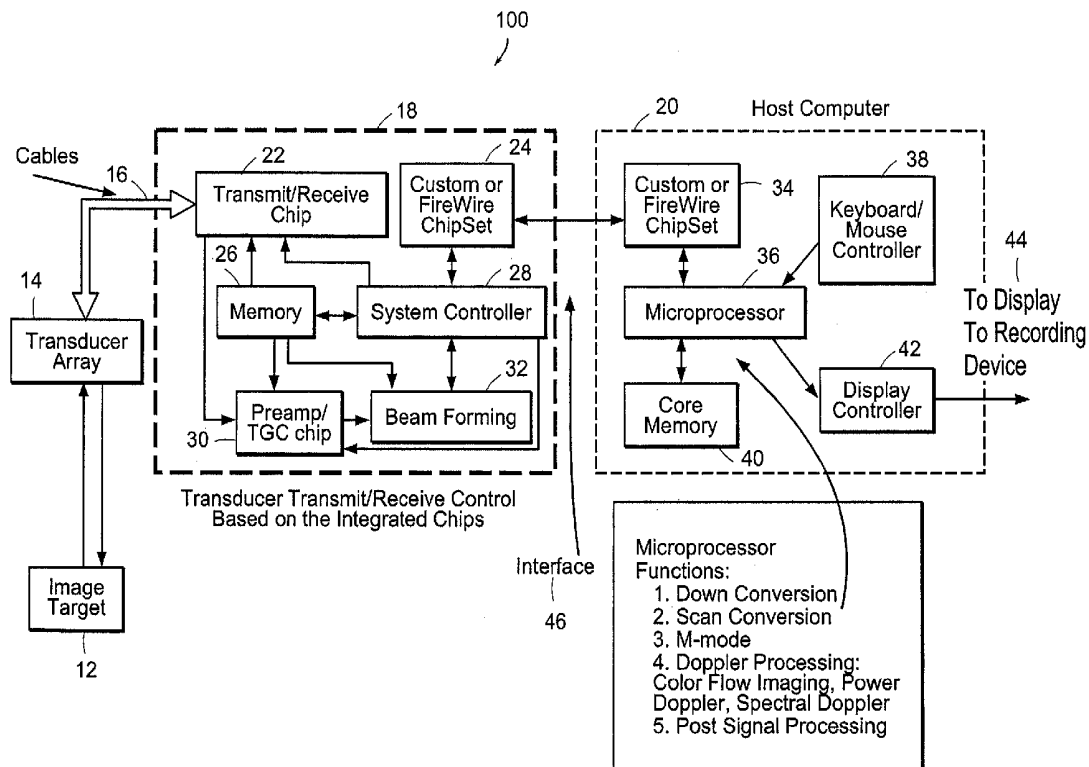 100
18
Host Computer
20
Cables
16
22
Transmit/Receive
Chip
24
Custom or
FireWire
ChipSet
Custom or
FireWire
ChipSet
34
38
Keyboard/
Mouse
Controller
14
Transducer
Array
26
Memory
28
System Controller
36
Microprocessor
44
To Display
To Recording
Device
30
Preamp/
TGC chip
32
Beam Forming
Core
Memory
40
42
Display
Controller
Transducer Transmit/Receive Control
Based on the Integrated Chips
Image
Target
12
Interface
46
Microprocessor
Functions:
1. Down Conversion
2. Scan Conversion
3. M-mode
4. Doppler Processing:
Color Flow Imaging, Power
Doppler, Spectral Doppler
5. Post Signal Processing